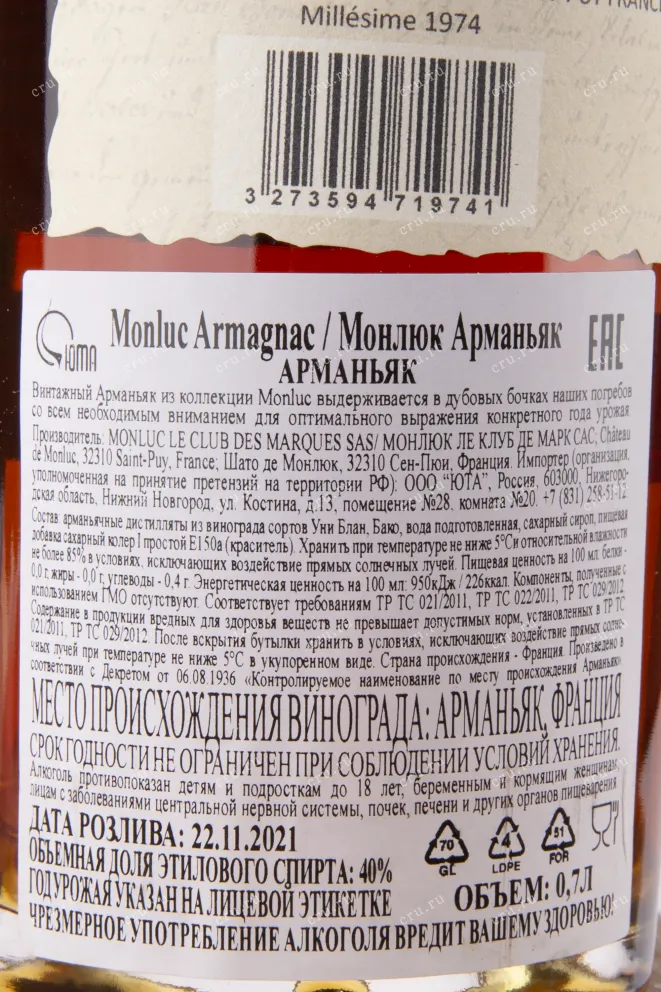 FRANCE
Millésime 1974
3 273594 719741
ЮТА
Monluc Armagnac / Монлюк Арманьяк
EAC
АРМАНЬЯК
Винтажный Арманьяк из коллекции Monluc выдерживается в дубовых бочках наших погребов
со всем необходимым вниманием для оптимального выражения конкретного года урожая
Производитель: MONLUC LE CLUB DES MARQUES SAS/ МОНЛЮК ЛЕ КЛУБ ДЕ МАРК САС; Château
de Monluc, 32310 Saint-Puy, France; Шато де Монлюк, 32310 Сен-Пюи, Франция. Импортер (организация,
уполномоченная на принятие претензий на территории РФ): ООО "ЮТА", Россия, 603000, Нижегоро-
дская область, Нижний Новгород, ул. Костина, д.13, помещение №28, комната №20. +7 (831) 258-51-12
Состав: арманьячные дистилляты из винограда сортов Уни Блан, Бако, вода подготовленная, сахарный сироп, пищевая
добавка сахарный колер I простой E150a (краситель). Хранить при температуре не ниже 5°С и относительной влажности
не более 85% в условиях, исключающих воздействие прямых солнечных лучей. Пищевая ценность на 100 мл: белки -
0,0 г, жиры - 0,0 г, углеводы - 0,4 г. Энергетическая ценность на 100 мл: 950кДж / 226ккал. Компоненты, полученные с
использованием ГМО отсутствуют. Соответствует требованиям ТР ТС 021/2011, ТР ТС 022/2011, ТР ТС 029/2012.
Содержание в продукции вредных для здоровья веществ не превышает допустимых норм, установленных в ТР ТС
021/2011, ТР ТС 029/2012. После вскрытия бутылки хранить в условиях, исключающих воздействие прямых солне-
чных лучей при температуре не ниже 5°С в укупоренном виде. Страна происхождения - Франция. Произведено в
соответствии с Декретом от 06.08.1936 «Контролируемое наименование по месту происхождения Арманьяк»
МЕСТО ПРОИСХОЖДЕНИЯ ВИНОГРАДА: АРМАНЬЯК, ФРАНЦИЯ
СРОК ГОДНОСТИ НЕ ОГРАНИЧЕН ПРИ СОБЛЮДЕНИИ УСЛОВИЙ ХРАНЕНИЯ.
Алкоголь противопоказан детям и подросткам до 18 лет, беременным и кормящим женщинам,
лицам с заболеваниями центральной нервной системы, почек, печени и других органов пищеварения
ДАТА РОЗЛИВА: 22.11.2021
ОБЪЕМНАЯ ДОЛЯ ЭТИЛОВОГО СПИРТА: 40%
70 GL
4 LDPE
51 FOR
ГОД УРОЖАЯ УКАЗАН НА ЛИЦЕВОЙ ЭТИКЕТКЕ
ОБЪЕМ: 0,7Л
ЧРЕЗМЕРНОЕ УПОТРЕБЛЕНИЕ АЛКОГОЛЯ ВРЕДИТ ВАШЕМУ ЗДОРОВЬЮ!
cru.ru